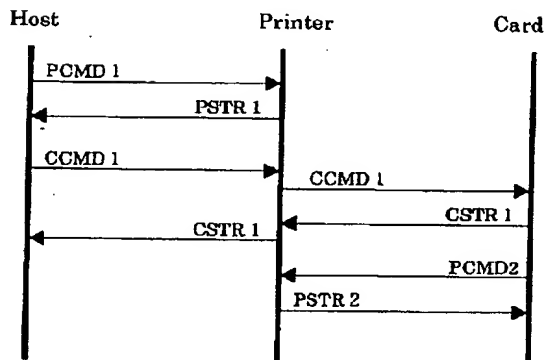 Host Printer Card
PCMD 1
PSTR 1
CCMD 1
CCMD 1
CSTR 1
CSTR 1
PCMD2
PSTR 2